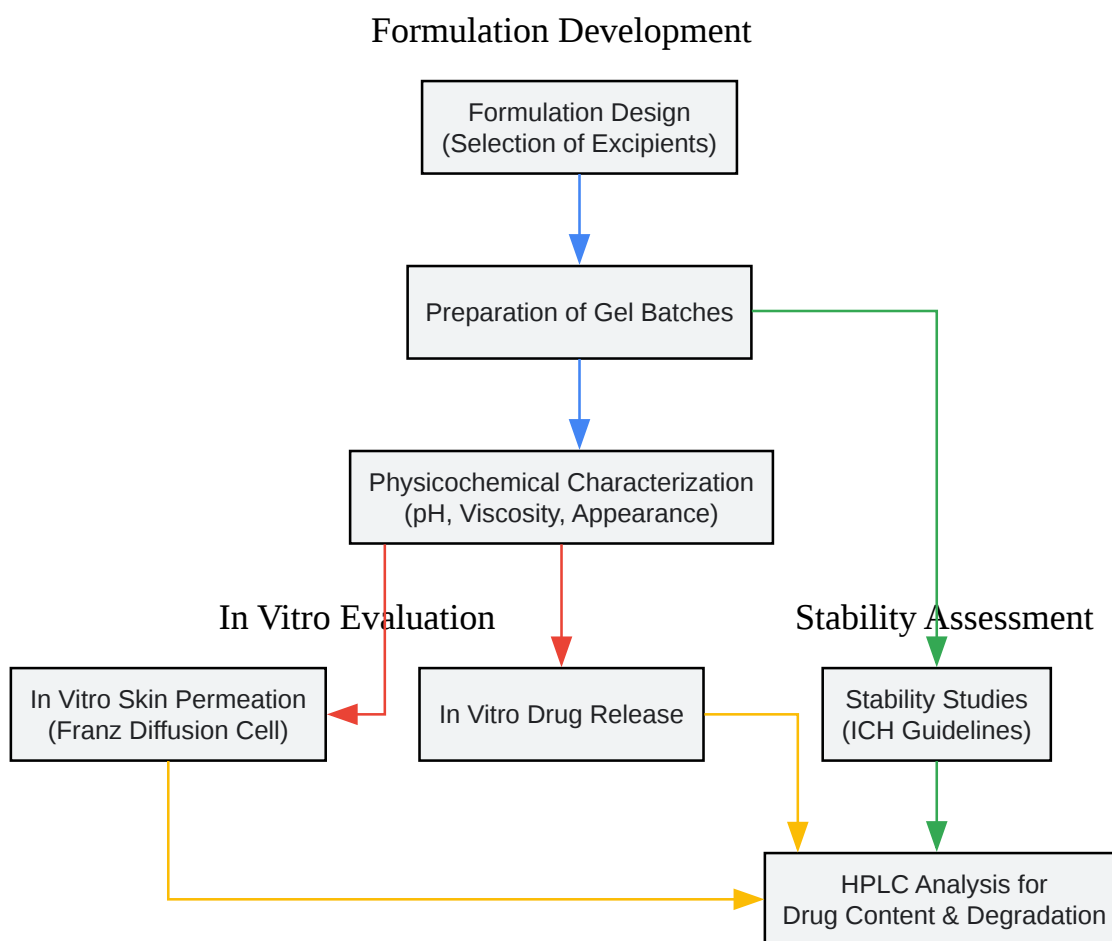 Formulation Development
Formulation Design
(Selection of Excipients)
Preparation of Gel Batches
Physicochemical Characterization
(pH, Viscosity, Appearance)
In Vitro Evaluation
Stability Assessment
In Vitro Skin Permeation
(Franz Diffusion Cell)
In Vitro Drug Release
Stability Studies
(ICH Guidelines)
HPLC Analysis for
Drug Content & Degradation